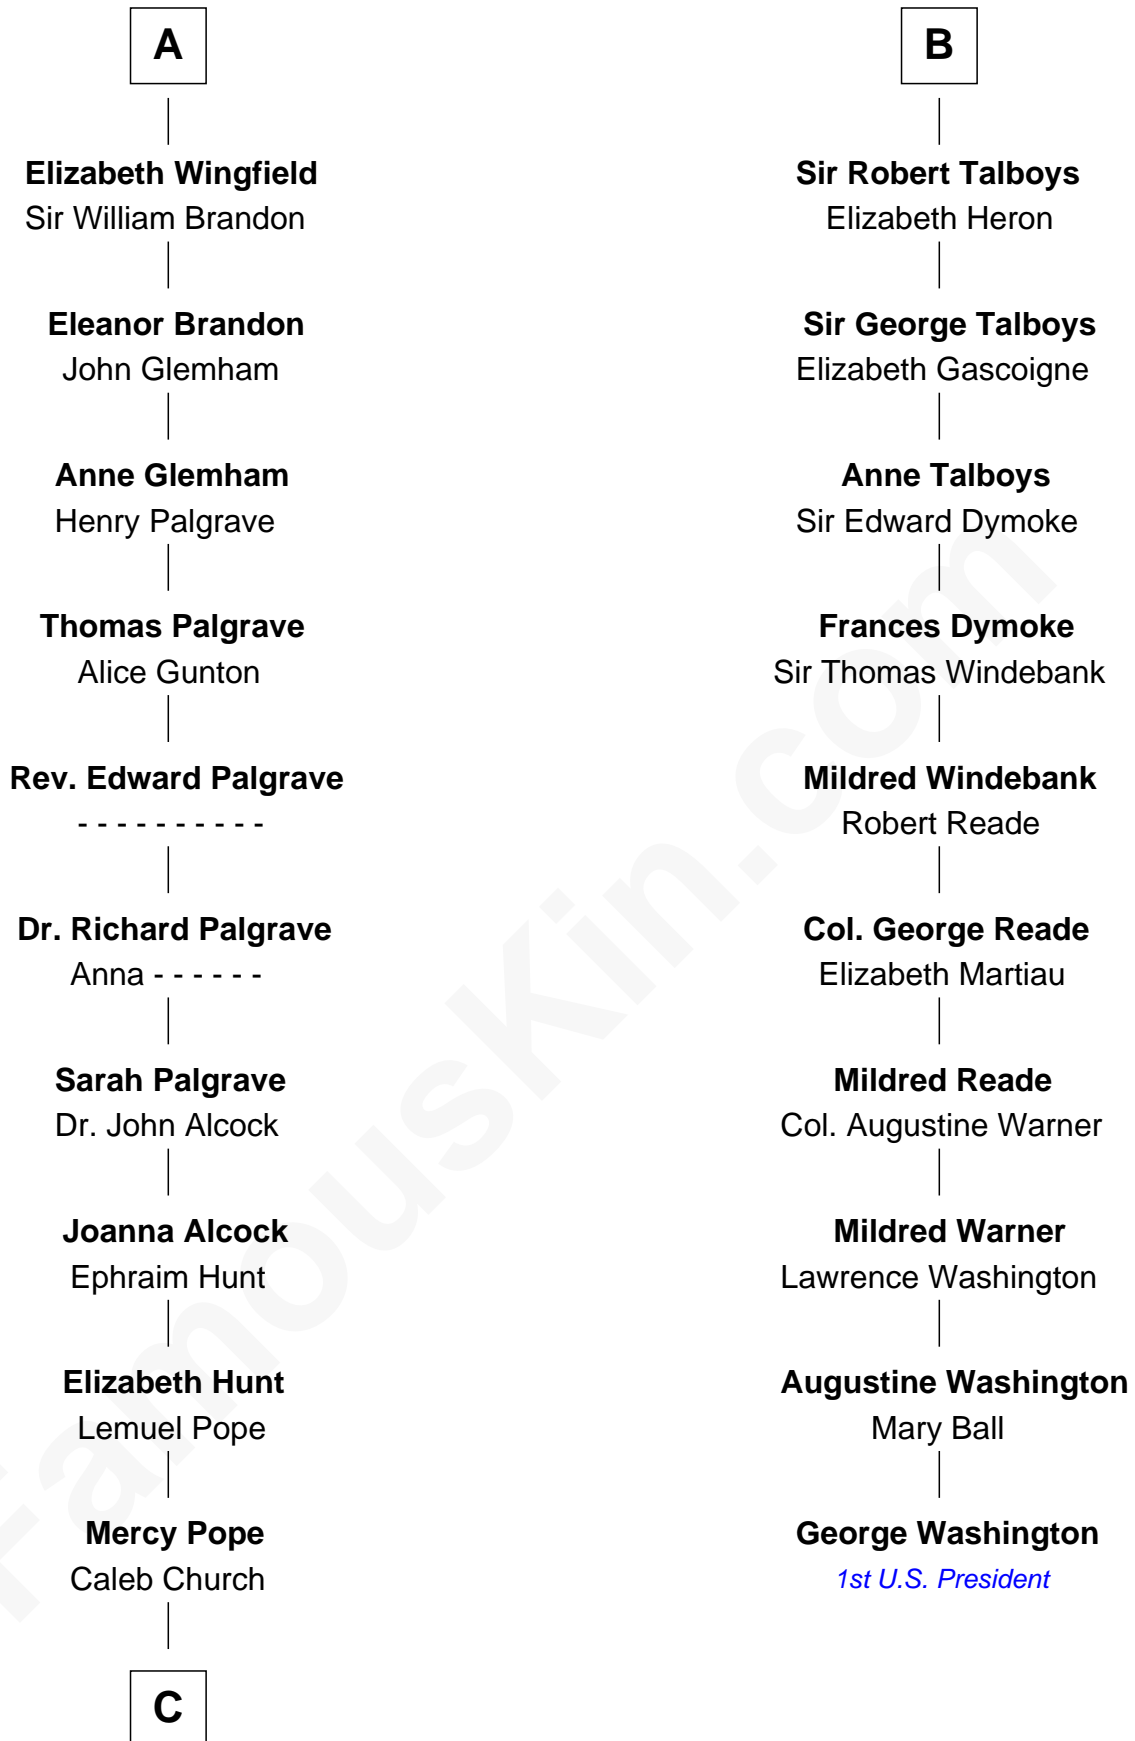 A
Elizabeth Wingfield
Sir William Brandon
Eleanor Brandon
John Glemham
Anne Glemham
Henry Palgrave
Thomas Palgrave
Alice Gunton
Rev. Edward Palgrave
- - - - - - - - - -
Dr. Richard Palgrave
Anna - - - - - -
Sarah Palgrave
Dr. John Alcock
Joanna Alcock
Ephraim Hunt
Elizabeth Hunt
Lemuel Pope
Mercy Pope
Caleb Church
C
B
Sir Robert Talboys
Elizabeth Heron
Sir George Talboys
Elizabeth Gascoigne
Anne Talboys
Sir Edward Dymoke
Frances Dymoke
Sir Thomas Windebank
Mildred Windebank
Robert Reade
Col. George Reade
Elizabeth Martiau
Mildred Reade
Col. Augustine Warner
Mildred Warner
Lawrence Washington
Augustine Washington
Mary Ball
George Washington
1st U.S. President
FamousKin.com